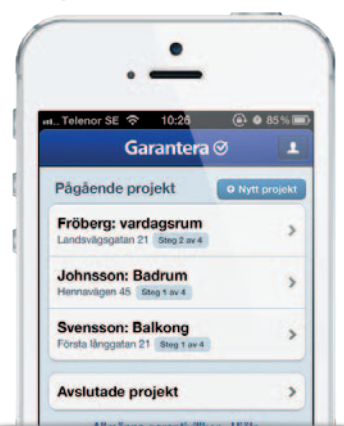 Telenor SE 10:26 85 %
Garantera
Pågående projekt
Nytt projekt
Fröberg: vardagsrum
Landsvägsgatan 21 Steg 2 av 4
Johnsson: Badrum
Hennavägen 45 Steg 1 av 4
Svensson: Balkong
Första långgatan 21 Steg 1 av 4
Avslutade projekt